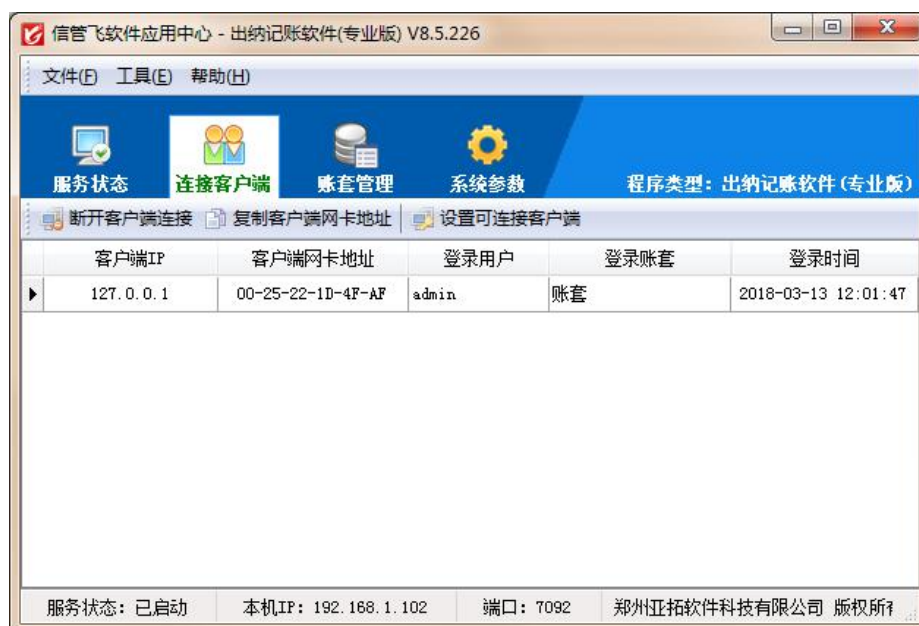 信管飞软件应用中心 - 出纳记账软件(专业版) V8.5.226
文件(F) 工具(E) 帮助(H)
服务状态 连接客户端 账套管理 系统参数 程序类型：出纳记账软件(专业版)
断开客户端连接 复制客户端网卡地址 设置可连接客户端
客户端IP 客户端网卡地址 登录用户 登录账套 登录时间
127.0.0.1 00-25-22-1D-4F-AF admin 账套 2018-03-13 12:01:47
服务状态：已启动 本机IP：192.168.1.102 端口：7092 郑州亚拓软件科技有限公司 版权所